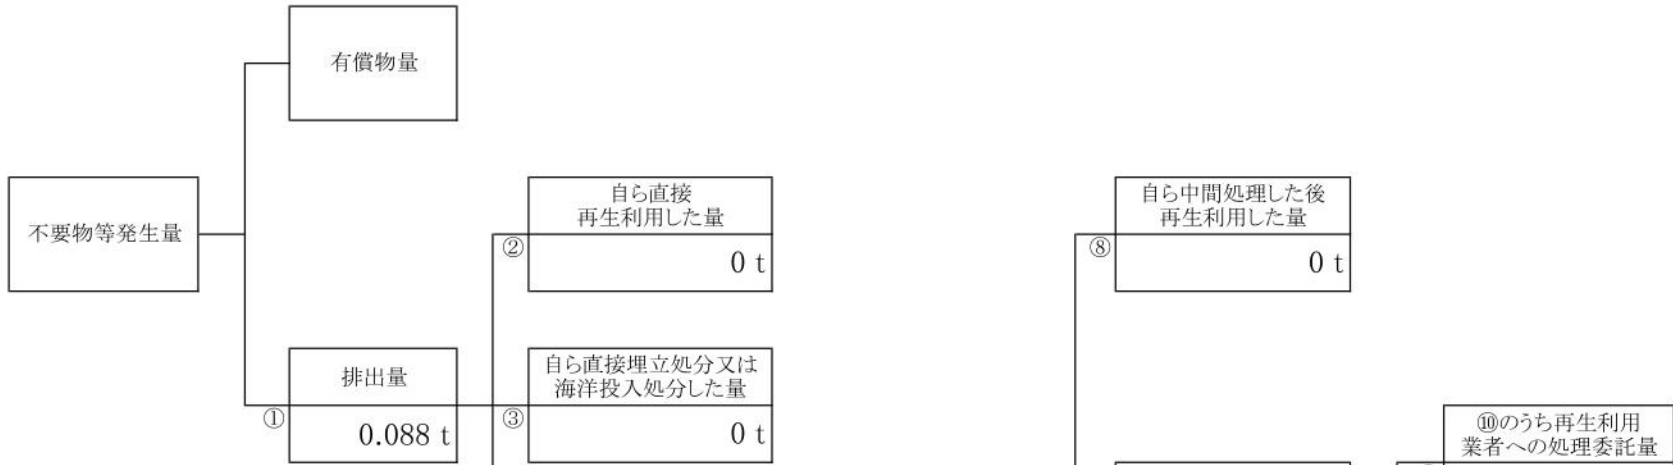 有償物量
不要物等発生量
自ら直接
再生利用した量
②
0 t
自ら中間処理した後
再生利用した量
⑧
0 t
排出量
①
0.088 t
自ら直接埋立処分又は
海洋投入処分した量
③
0 t
⑩のうち再生利用
業者への処理委託量